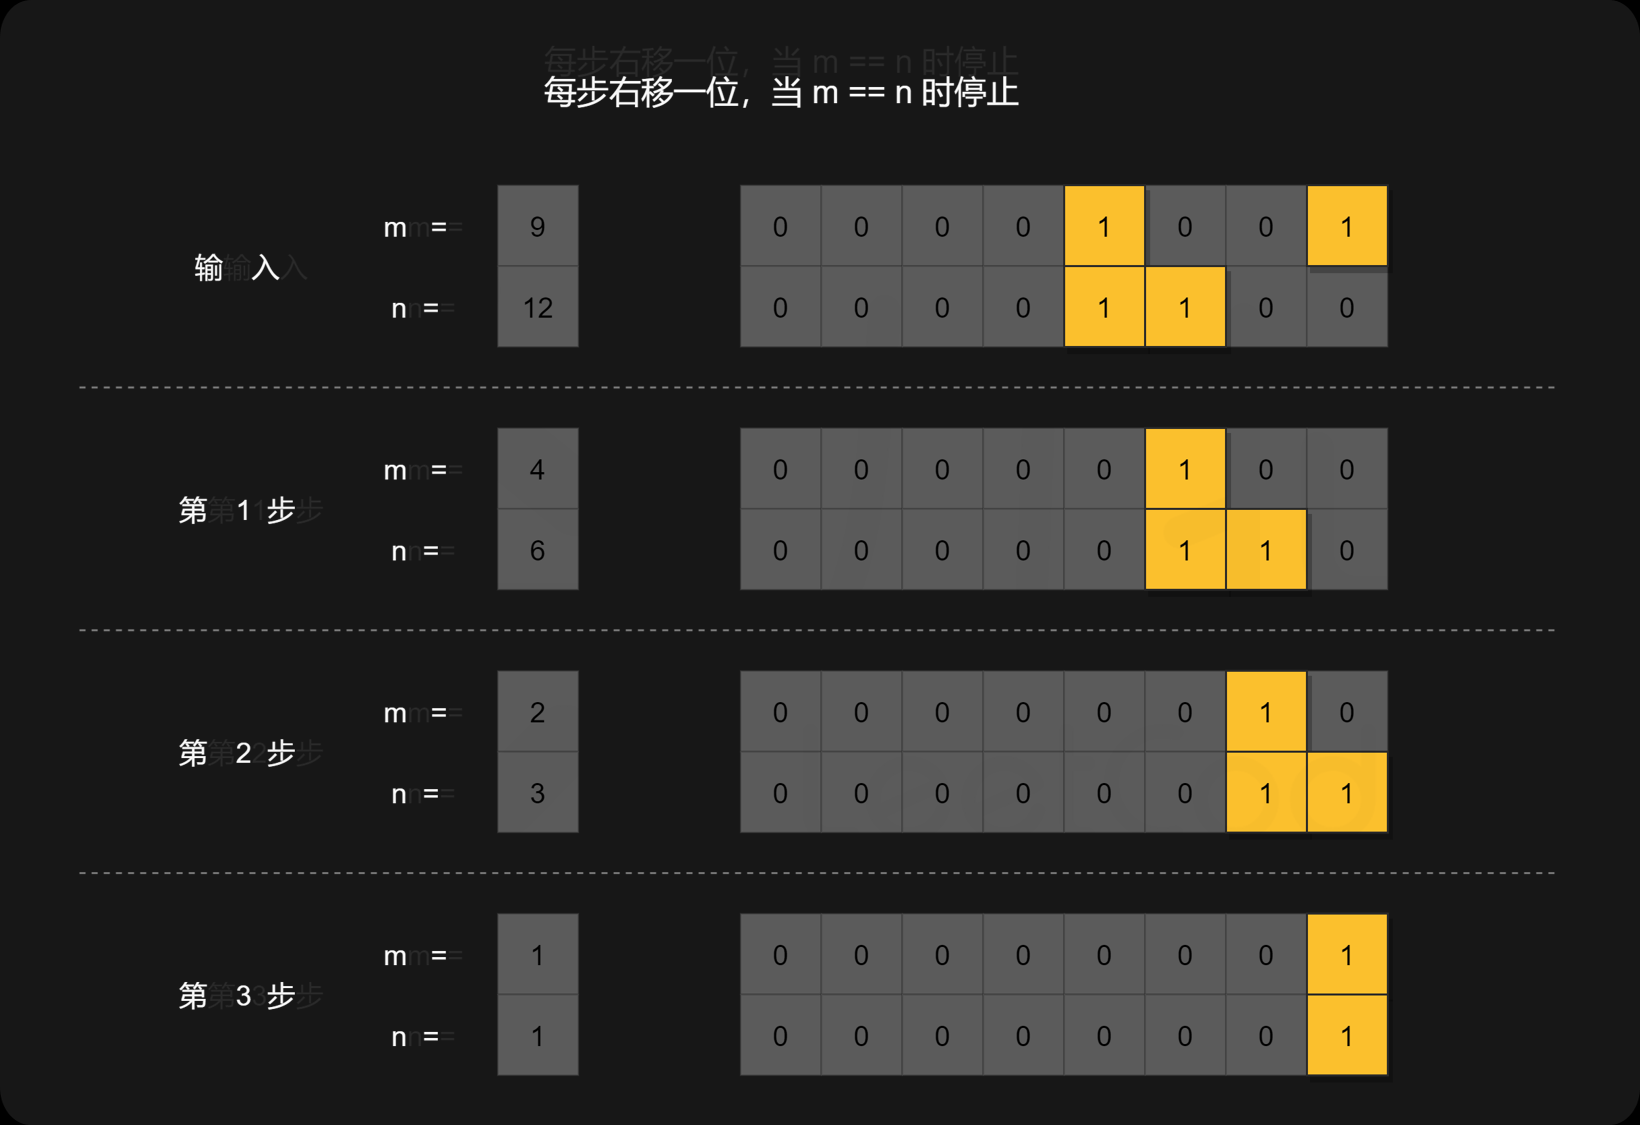 每步右移一位，当 m == n 时停止
输入
m = 9 0 0 0 0 1 0 0 1
n = 12 0 0 0 0 1 1 0 0
第 1 步
m = 4 0 0 0 0 0 1 0 0
n = 6 0 0 0 0 0 1 1 0
第 2 步
m = 2 0 0 0 0 0 0 1 0
n = 3 0 0 0 0 0 0 1 1
第 3 步
m = 1 0 0 0 0 0 0 0 1
n = 1 0 0 0 0 0 0 0 1